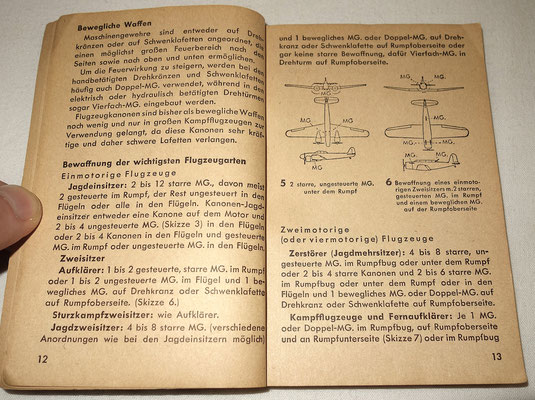 Bewegliche Waffen
Maschinengewehre sind entweder auf Dreh-
kränzen oder auf Schwenklafetten angeordnet, die
einen möglichst großen Feuerbereich nach den
Seiten sowie nach oben und unten ermöglichen.
Um die Feuerwirkung zu steigern, werden bei den
handbetätigten Drehkränzen und Schwenklafetten
häufig auch Doppel-MG. verwendet, während in den
elektrisch oder hydraulisch betätigten Drehtürmen
sogar Vierfach-MG. eingebaut werden.
Flugzeugkanonen sind bisher als bewegliche Waffen
noch wenig und nur in großen Kampfflugzeugen zur
Verwendung gelangt, da diese Kanonen sehr kräf-
tige und daher schwere Lafetten verlangen.
Bewaffnung der wichtigsten Flugzeugarten
Einmotorige Flugzeuge
Jagdeinsitzer: 2 bis 12 starre MG., davon meist
2 gesteuerte im Rumpf, der Rest ungesteuert in den
Flügeln oder alle in den Flügeln. Kanonen-Jagd-
einsitzer entweder eine Kanone auf dem Motor und
2 bis 4 ungesteuerte MG. (Skizze 3) in den Flügeln
oder 2 bis 4 Kanonen in den Flügeln und gesteuerte
MG. im Rumpf oder ungesteuerte MG. in den Flügeln.
Zweisitzer
Aufklärer: 1 bis 2 gesteuerte, starre MG. im Rumpf
oder 1 bis 2 ungesteuerte MG. im Flügel und 1 be-
wegliches MG. auf Drehkranz oder Schwenklafette
auf Rumpfoberseite. (Skizze 6.)
Sturzkampfzweisitzer: wie Aufklärer.
Jagdzweisitzer: 4 bis 8 starre MG. (verschiedene
Anordnungen wie bei den Jagdeinsitzern möglich)
12
und 1 bewegliches MG. oder Doppel-MG. auf Dreh-
kranz oder Schwenklafette auf Rumpfoberseite oder
gar keine starre Bewaffnung, dafür Vierfach-MG. in
Drehturm auf Rumpfoberseite.
MG. MG.
MG. MG.
MG.
MG.
MG.
5 2 starre, ungesteuerte MG.
unter dem Rumpf
6 Bewaffnung eines einmoto-
rigen Zweisitzers m. 2 starren,
gesteuerten MG. im Rumpf
und einem beweglichen MG.
auf der Rumpfoberseite
Zweimotorige
(oder viermotorige) Flugzeuge
Zerstörer (Jagdmehrsitzer): 4 bis 8 starre, un-
gesteuerte MG. im Rumpfbug oder unter dem Rumpf
oder 2 bis 4 starre Kanonen und 2 bis 6 starre MG.
im Rumpfbug oder unter dem Rumpf oder in den
Flügeln und 1 bewegliches MG. oder Doppel-MG. auf
Drehkranz oder Schwenklafette auf Rumpfoberseite.
Kampfflugzeuge und Fernaufklärer: Je 1 MG.
oder Doppel-MG. im Rumpfbug, auf Rumpfoberseite
und an Rumpfunterseite (Skizze 7) oder im Rumpfbug
13